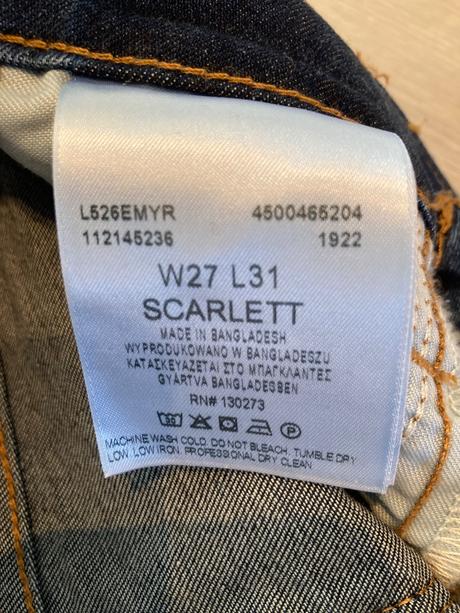 L526EMYR 4500465204
112145236 1922
W27 L31
SCARLETT
MADE IN BANGLADESH
WYPRODUKOWANO W BANGLADESZU
ΚΑΤΑΣΚΕΥΑΖΕΤΑΙ ΣΤΟ ΜΠΑΓΚΛΑΝΤΕΣ
GYÁRTVA BANGLADESBEN
RN# 130273
P
MACHINE WASH COLD. DO NOT BLEACH. TUMBLE DRY
LOW. LOW IRON. PROFESSIONAL DRY CLEAN